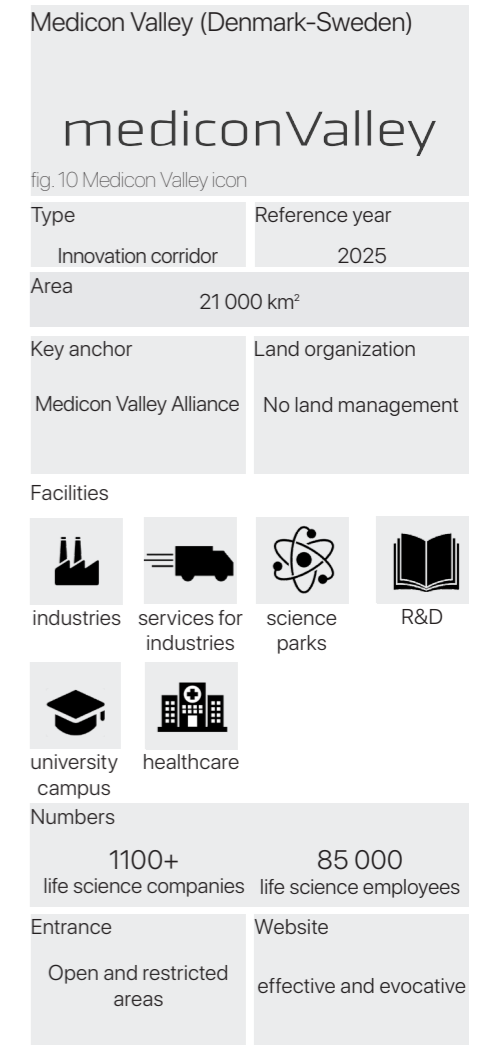 Medicon Valley (Denmark-Sweden)
mediconValley
fig. 10 Medicon Valley icon
Type
Innovation corridor
Reference year
2025
Area
21 000 km²
Key anchor
Medicon Valley Alliance
Land organization
No land management
Facilities
industries
services for
industries
science
parks
R&D
university
campus
healthcare
Numbers
1100+
life science companies
85 000
life science employees
Entrance
Open and restricted
areas
Website
effective and evocative